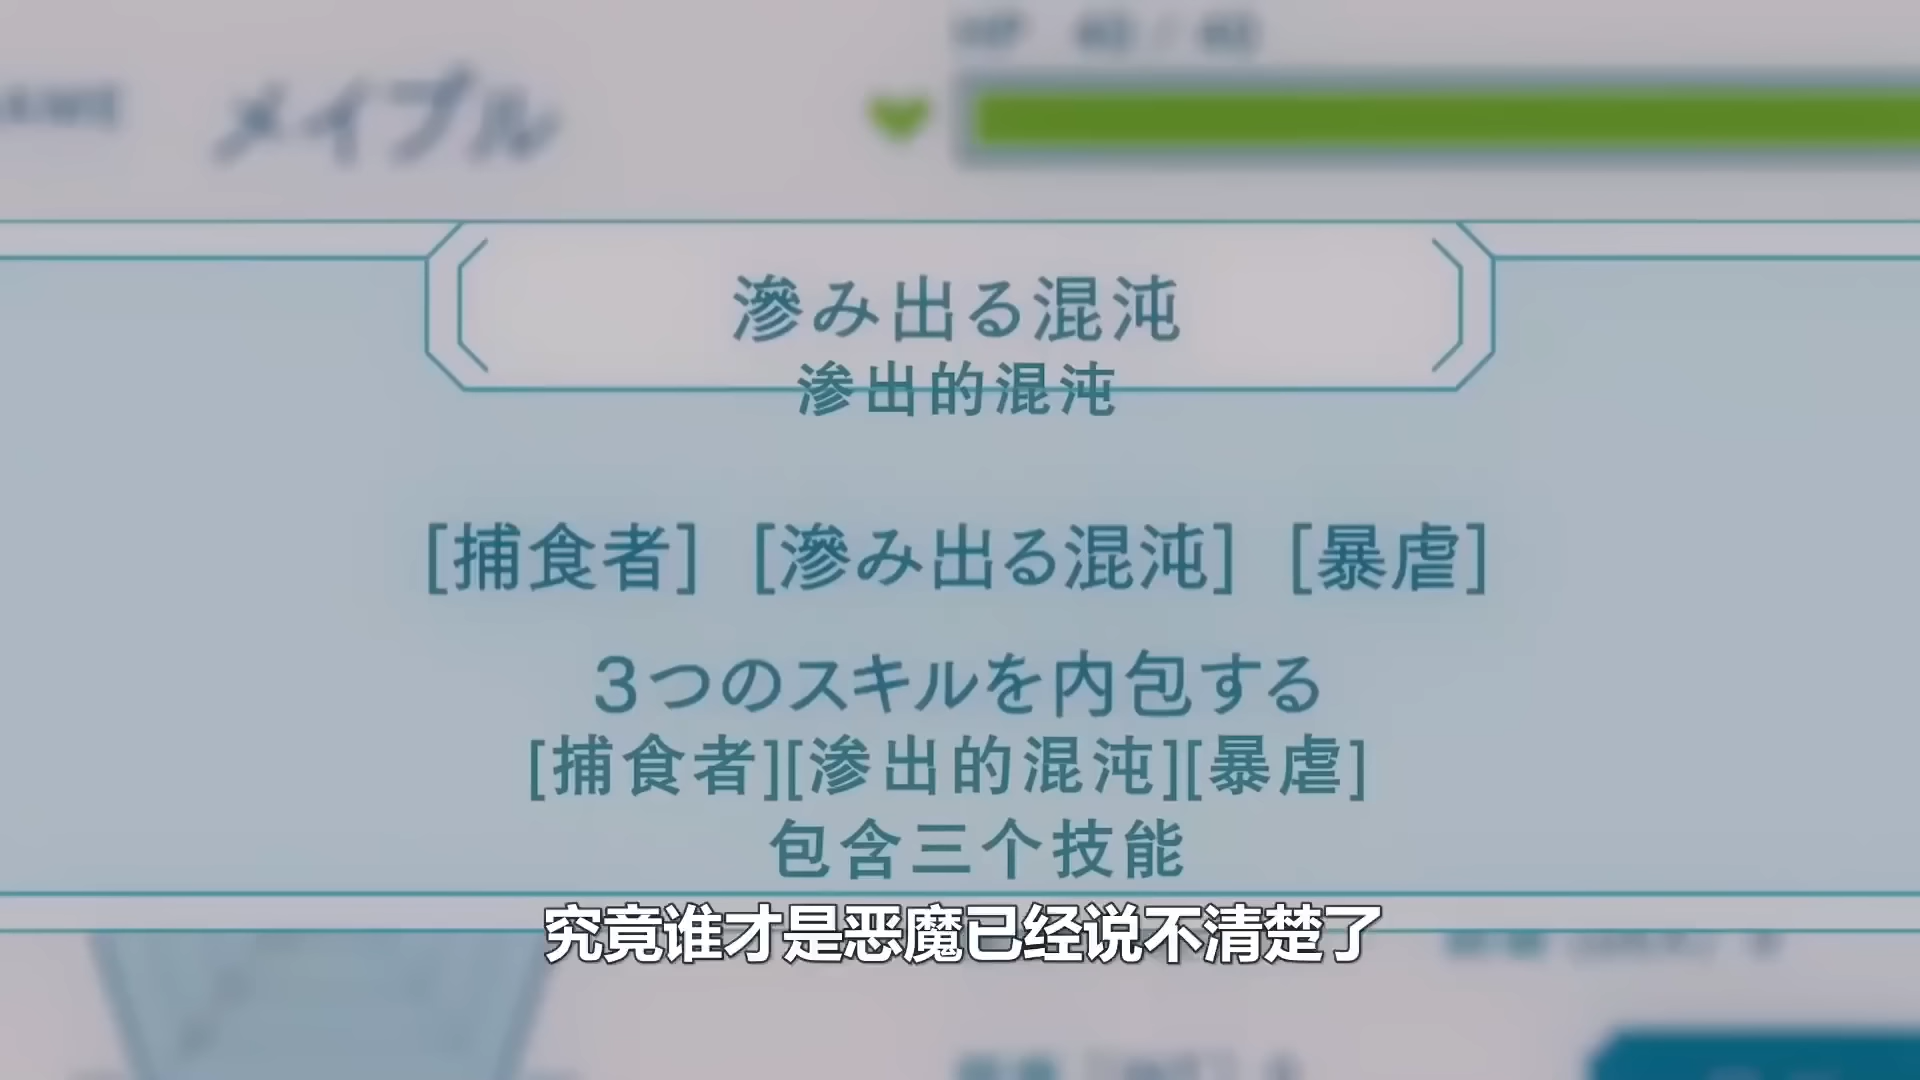 メイプル
滲み出る混沌
渗出的混沌
[捕食者] [滲み出る混沌] [暴虐]
3つのスキルを内包する
[捕食者][渗出的混沌][暴虐]
包含三个技能
究竟谁才是恶魔已经说不清楚了